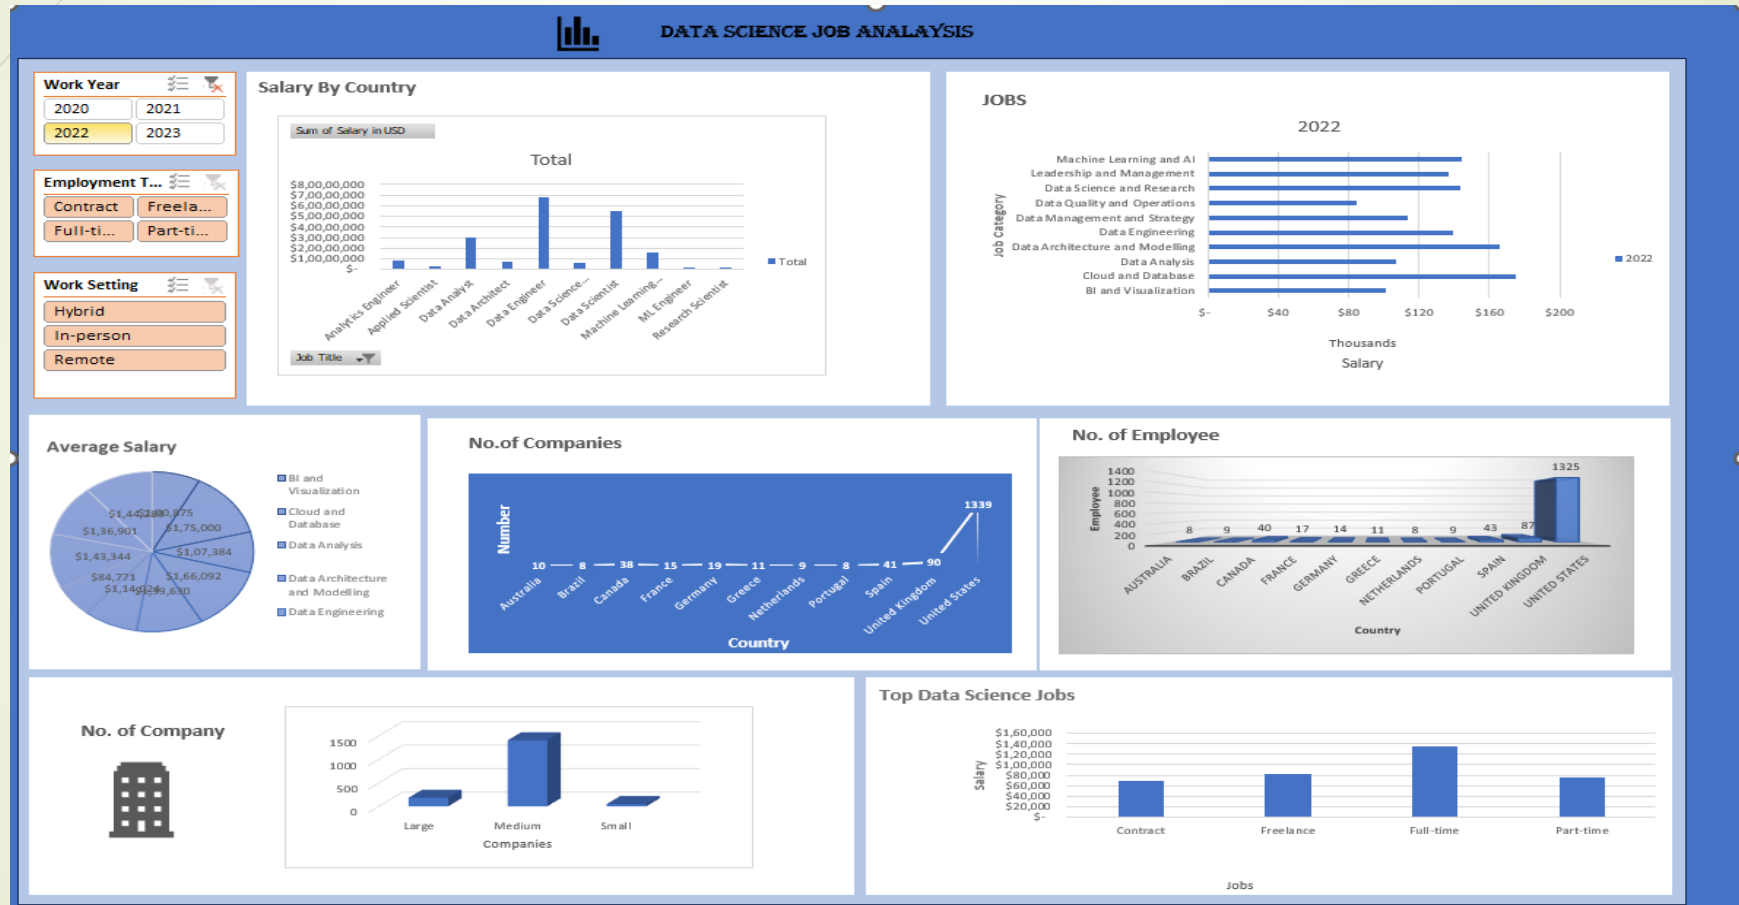 DATA SCIENCE JOB ANALAYSIS
Work Year
2020 2021
2022 2023
Employment T...
Contract Freela...
Full-ti... Part-ti...
Work Setting
Hybrid
In-person
Remote
Salary By Country
Sum of Salary in USD
Total
$8,00,00,000
$7,00,00,000
$6,00,00,000
$5,00,00,000
$4,00,00,000
$3,00,00,000
$2,00,00,000
$1,00,00,000
$-
Analytics Engineer
Applied Scientist
Data Analyst
Data Architect
Data Engineer
Data Science...
Data Scientist
Machine Learning...
ML Engineer
Research Scientist
Total
Job Title
JOBS
2022
Job Category
Machine Learning and AI
Leadership and Management
Data Science and Research
Data Quality and Operations
Data Management and Strategy
Data Engineering
Data Architecture and Modelling
Data Analysis
Cloud and Database
BI and Visualization
$- $40 $80 $120 $160 $200
Thousands
Salary
2022
Average Salary
$1,75,000
$1,07,384
$1,66,092
$84,771
$1,43,344
$1,36,901
BI and
Visualization
Cloud and
Database
Data Analysis
Data Architecture
and Modelling
Data Engineering
No.of Companies
Number
10 8 38 15 19 11 9 8 41 90 1339
Australia
Brazil
Canada
France
Germany
Greece
Netherlands
Portugal
Spain
United Kingdom
United States
Country
No. of Employee
Employee
1400
1200
1000
800
600
400
200
0
8 9 40 17 14 11 8 9 43 87 1325
AUSTRALIA
BRAZIL
CANADA
FRANCE
GERMANY
GREECE
NETHERLANDS
PORTUGAL
SPAIN
UNITED KINGDOM
UNITED STATES
Country
No. of Company
1500
1000
500
0
Large Medium Small
Companies
Top Data Science Jobs
Salary
$1,60,000
$1,40,000
$1,20,000
$1,00,000
$80,000
$60,000
$40,000
$20,000
$-
Contract Freelance Full-time Part-time
Jobs